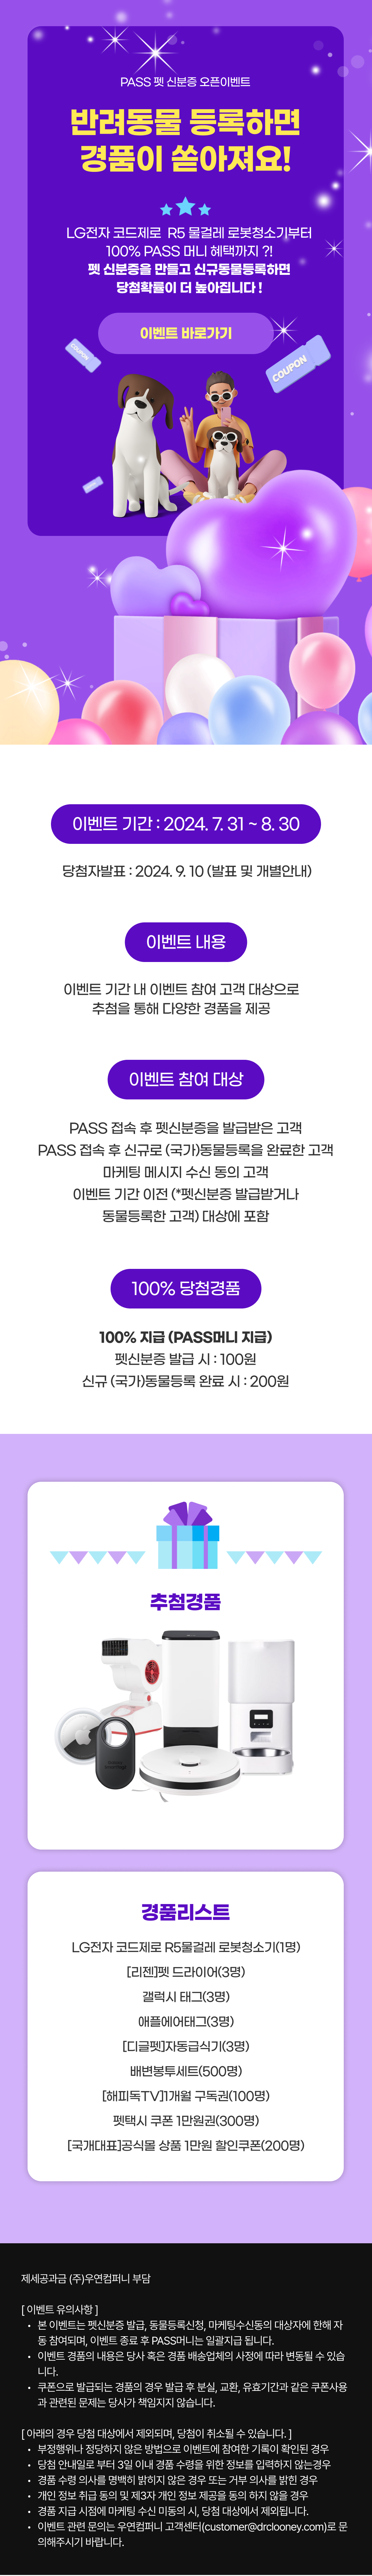 PASS 펫 신분증 오픈이벤트
반려동물 등록하면
경품이 쏟아져요!
LG전자 코드제로 R5 물걸레 로봇청소기부터
100% PASS 머니 혜택까지 ?!
펫 신분증을 만들고 신규동물등록하면
당첨확률이 더 높아집니다 !
이벤트 바로가기
COUPON
COUPON
이벤트 기간 : 2024. 7. 31 ~ 8. 30
당첨자발표 : 2024. 9. 10 (발표 및 개별안내)
이벤트 내용
이벤트 기간 내 이벤트 참여 고객 대상으로
추첨을 통해 다양한 경품을 제공
이벤트 참여 대상
PASS 접속 후 펫신분증을 발급받은 고객
PASS 접속 후 신규로 (국가)동물등록을 완료한 고객
마케팅 메시지 수신 동의 고객
이벤트 기간 이전 (*펫신분증 발급받거나
동물등록한 고객) 대상에 포함
100% 당첨경품
100% 지급 (PASS머니 지급)
펫신분증 발급 시 : 100원
신규 (국가)동물등록 완료 시 : 200원
추첨경품
경품리스트
LG전자 코드제로 R5물걸레 로봇청소기(1명)
[리젠]펫 드라이어(3명)
갤럭시 태그(3명)
애플에어태그(3명)
[디클펫]자동급식기(3명)
배변봉투세트(500명)
[해피독TV]1개월 구독권(100명)
펫택시 쿠폰 1만원권(300명)
[국개대표]공식몰 상품 1만원 할인쿠폰(200명)
제세공과금 (주)우연컴퍼니 부담
[ 이벤트 유의사항 ]
• 본 이벤트는 펫신분증 발급, 동물등록신청, 마케팅수신동의 대상자에 한해 자
동 참여되며, 이벤트 종료 후 PASS머니는 일괄지급 됩니다.
• 이벤트 경품의 내용은 당사 혹은 경품 배송업체의 사정에 따라 변동될 수 있습
니다.
• 쿠폰으로 발급되는 경품의 경우 발급 후 분실, 교환, 유효기간과 같은 쿠폰사용
과 관련된 문제는 당사가 책임지지 않습니다.
[ 아래의 경우 당첨 대상에서 제외되며, 당첨이 취소될 수 있습니다. ]
• 부정행위나 정당하지 않은 방법으로 이벤트에 참여한 기록이 확인된 경우
• 당첨 안내일로 부터 3일 이내 경품 수령을 위한 정보를 입력하지 않는경우
• 경품 수령 의사를 명백히 밝히지 않은 경우 또는 거부 의사를 밝힌 경우
• 개인 정보 취급 동의 및 제3자 개인 정보 제공을 동의 하지 않을 경우
• 경품 지급 시점에 마케팅 수신 미동의 시, 당첨 대상에서 제외됩니다.
• 이벤트 관련 문의는 우연컴퍼니 고객센터(customer@drclooney.com)로 문
의해주시기 바랍니다.